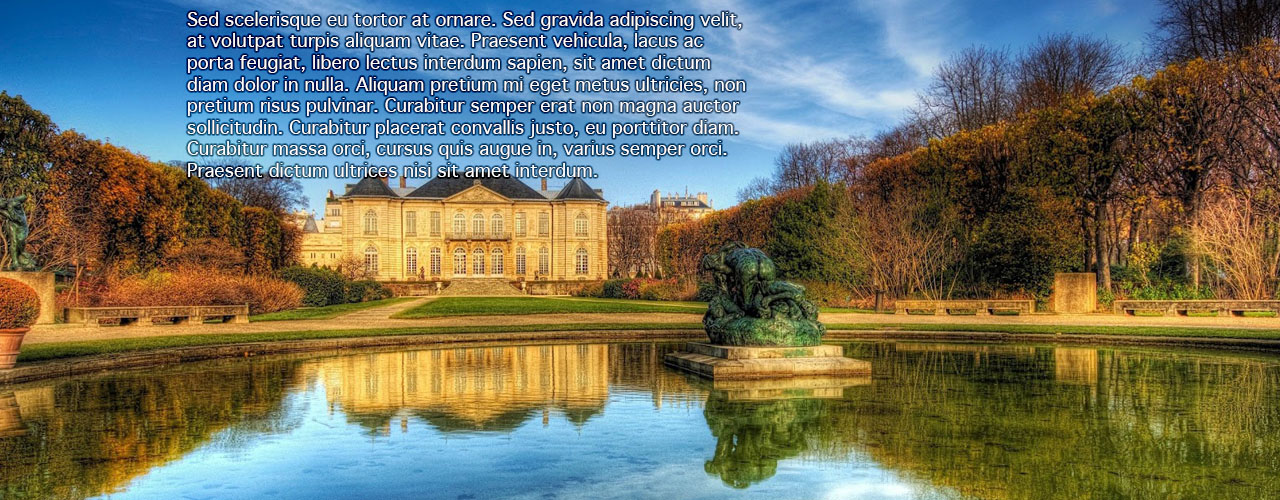 Sed scelerisque eu tortor at ornare. Sed gravida adipiscing velit,
at volutpat turpis aliquam vitae. Praesent vehicula, lacus ac
porta feugiat, libero lectus interdum sapien, sit amet dictum
diam dolor in nulla. Aliquam pretium mi eget metus ultricies, non
pretium risus pulvinar. Curabitur semper erat non magna auctor
sollicitudin. Curabitur placerat convallis justo, eu porttitor diam.
Curabitur massa orci, cursus quis augue in, varius semper orci.
Praesent dictum ultrices nisi sit amet interdum.